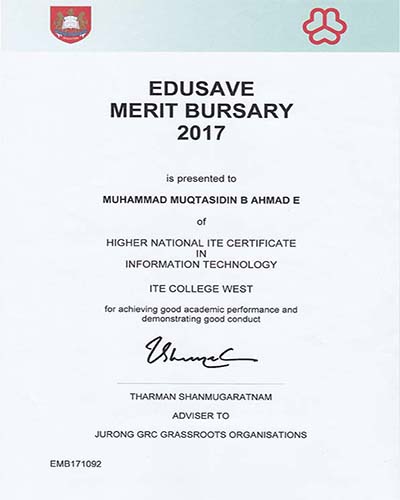 EDUSAVE
MERIT BURSARY
2017
is presented to
MUHAMMAD MUQTASIDIN B AHMAD E
of
HIGHER NATIONAL ITE CERTIFICATE
IN
INFORMATION TECHNOLOGY
ITE COLLEGE WEST
for achieving good academic performance and
demonstrating good conduct
THARMAN SHANMUGARATNAM
ADVISER TO
JURONG GRC GRASSROOTS ORGANISATIONS
EMB171092